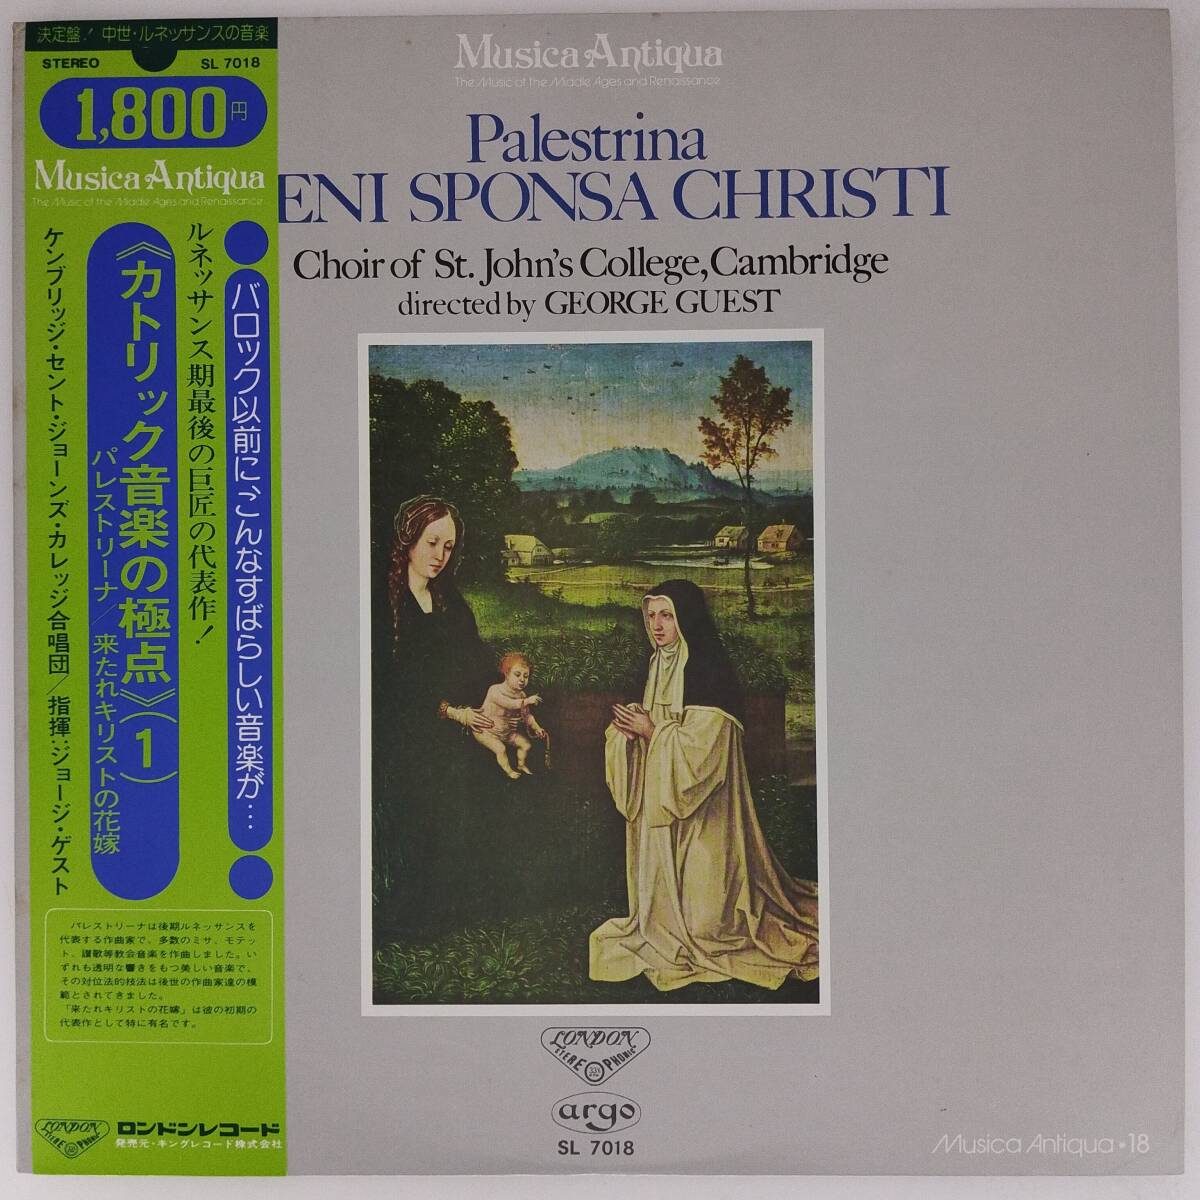 決定盤！ 中世・ルネッサンスの音楽
STEREO SL 7018
1,800円
Musica Antiqua
The Music of the Middle Ages and Renaissance
バロック以前に、こんなすばらしい音楽が…
ルネッサンス期最後の巨匠の代表作！
《カトリック音楽の極点》(1)
パレストリーナ／来たれキリストの花嫁
ケンブリッジ・セント・ジョーンズ・カレッジ合唱団／指揮：ジョージ・ゲスト
パレストリーナは後期ルネッサンスを
代表する作曲家で、多数のミサ、モテッ
ト、讃歌等教会音楽を作曲しました。い
ずれも透明な響きをもつ美しい音楽で、
その対位法的技法は後世の作曲家達の模
範とされてきました。
「来たれキリストの花嫁」は彼の初期の
代表作として特に有名です。
LONDON
STEREOPHONIC
ロンドンレコード
発売元・キングレコード株式会社
Musica Antiqua
The Music of the Middle Ages and Renaissance
Palestrina
ENI SPONSA CHRISTI
Choir of St. John's College, Cambridge
directed by GEORGE GUEST
LONDON
STEREOPHONIC
33⅓
argo
SL 7018
Musica Antiqua • 18